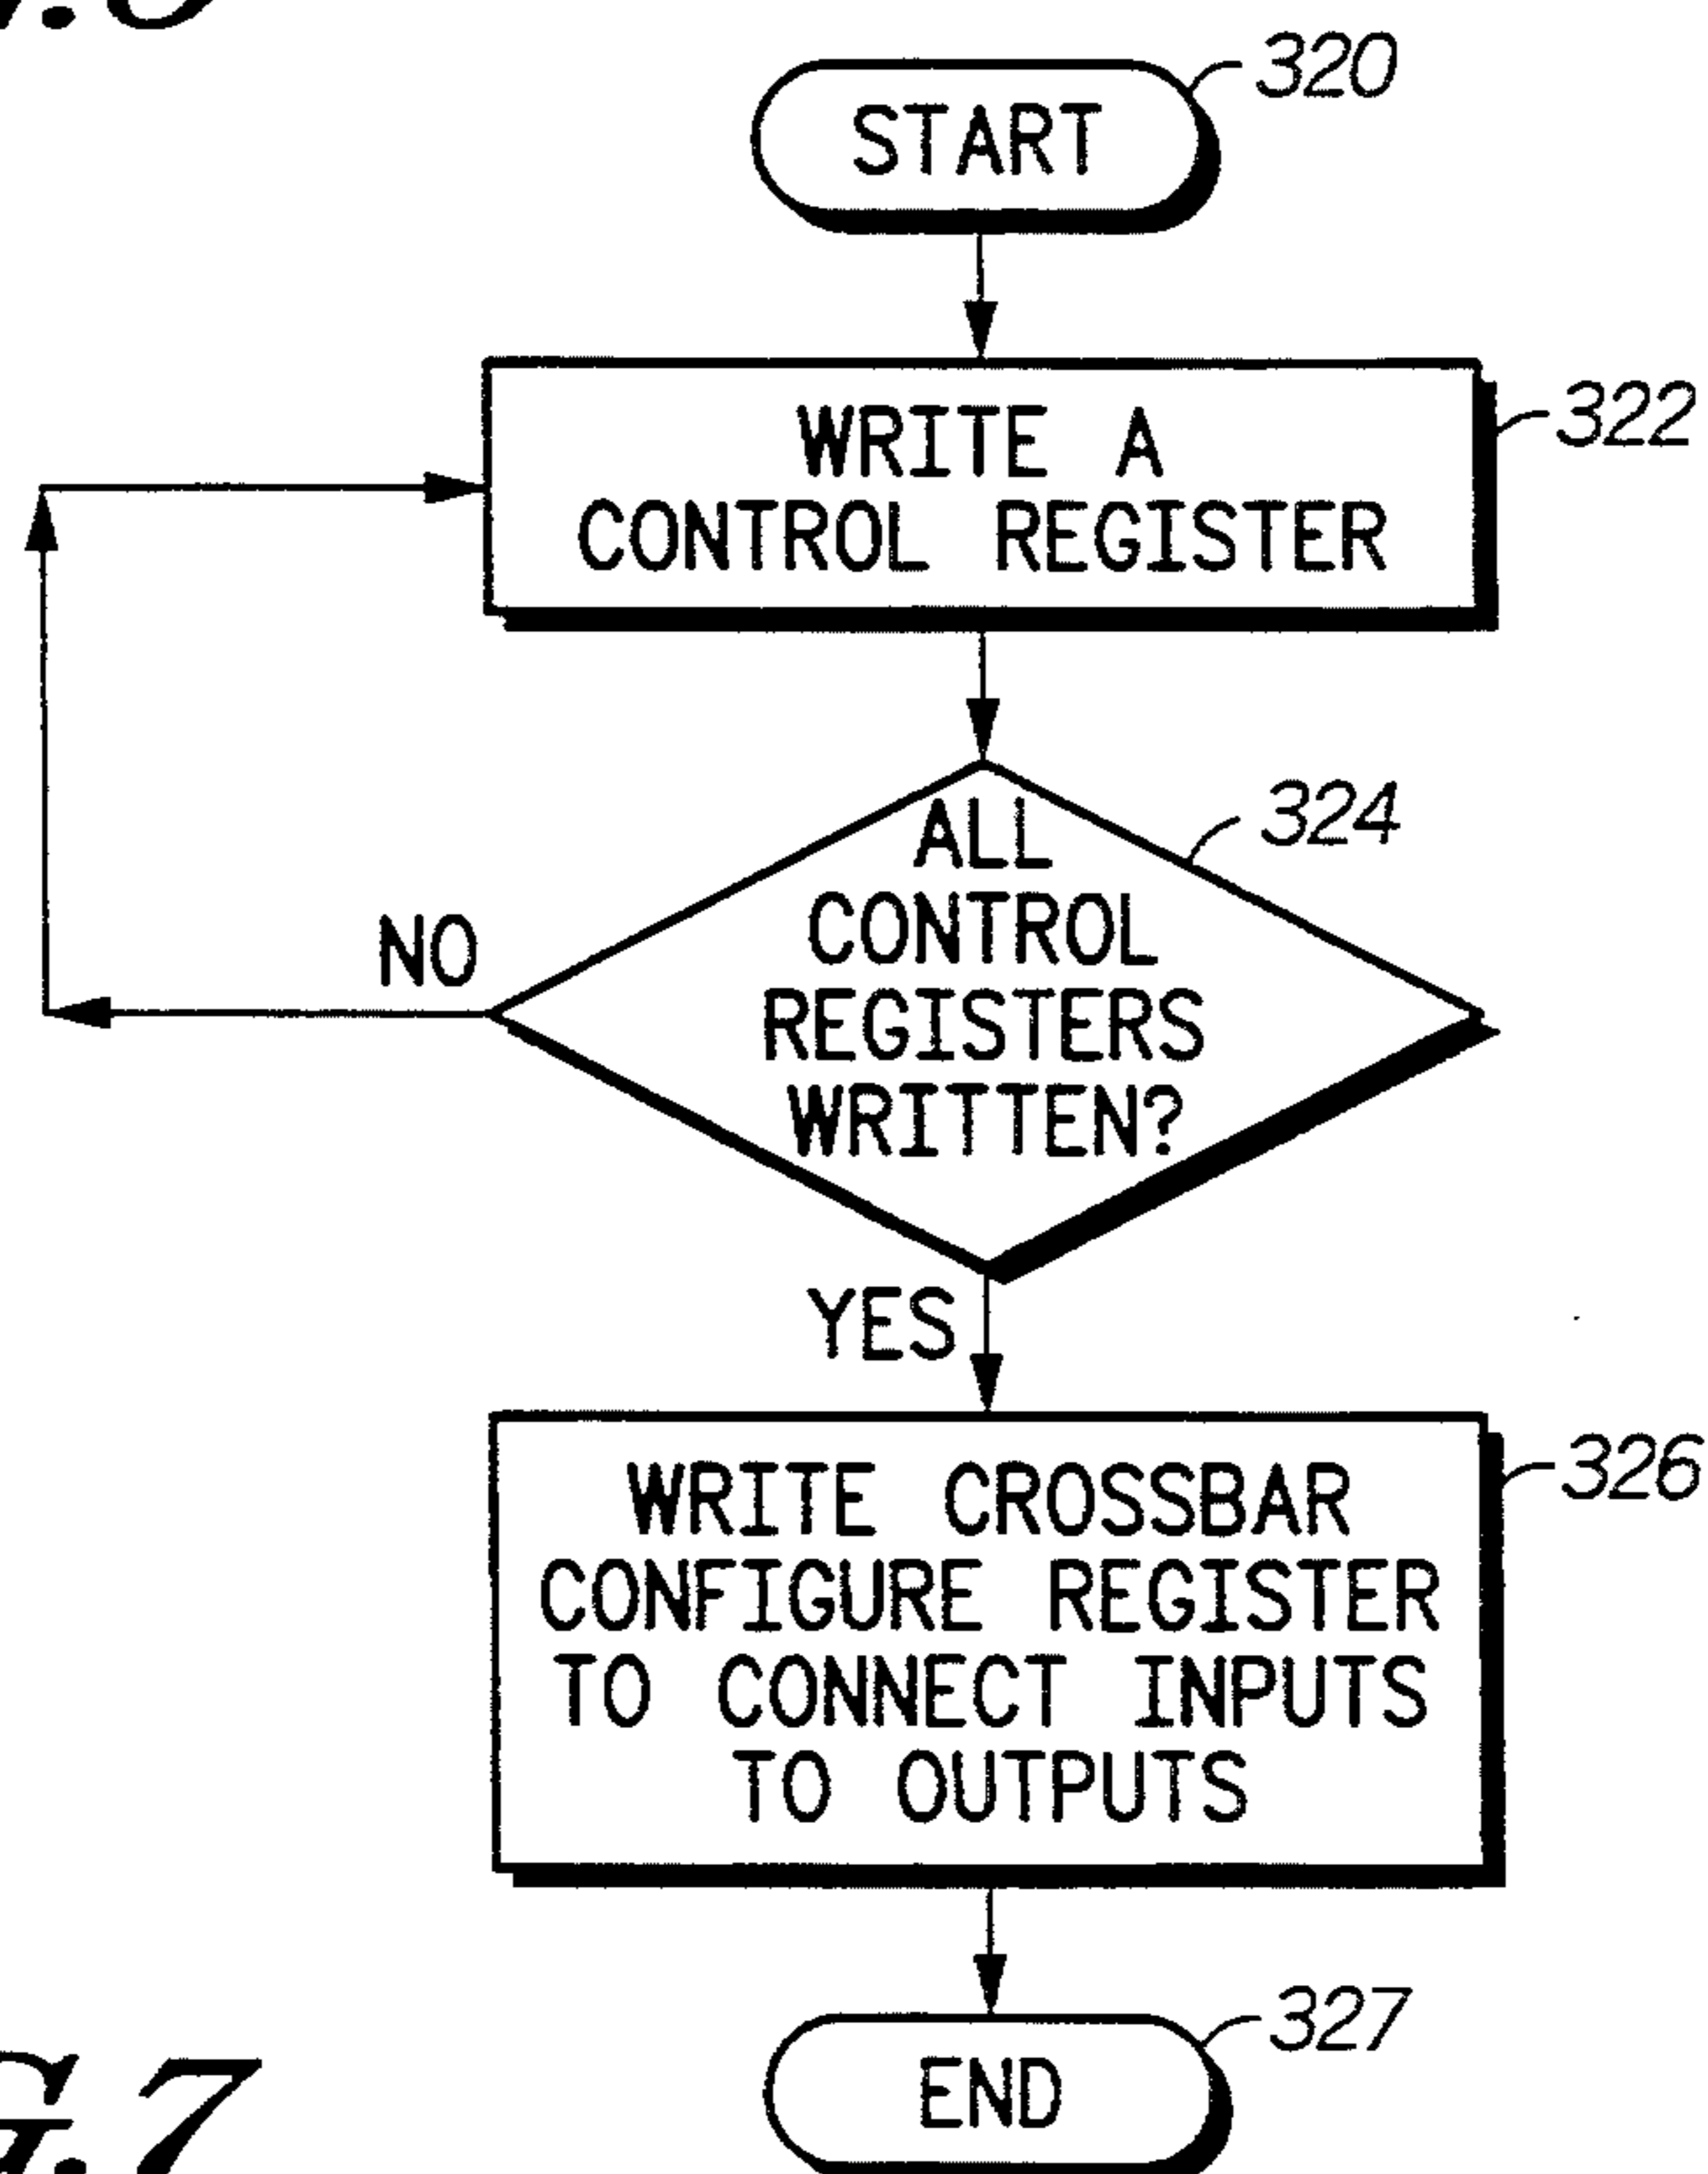 320
START
322
WRITE A
CONTROL REGISTER
324
ALL
CONTROL
REGISTERS
WRITTEN?
NO
YES
326
WRITE CROSSBAR
CONFIGURE REGISTER
TO CONNECT INPUTS
TO OUTPUTS
327
END
G.7